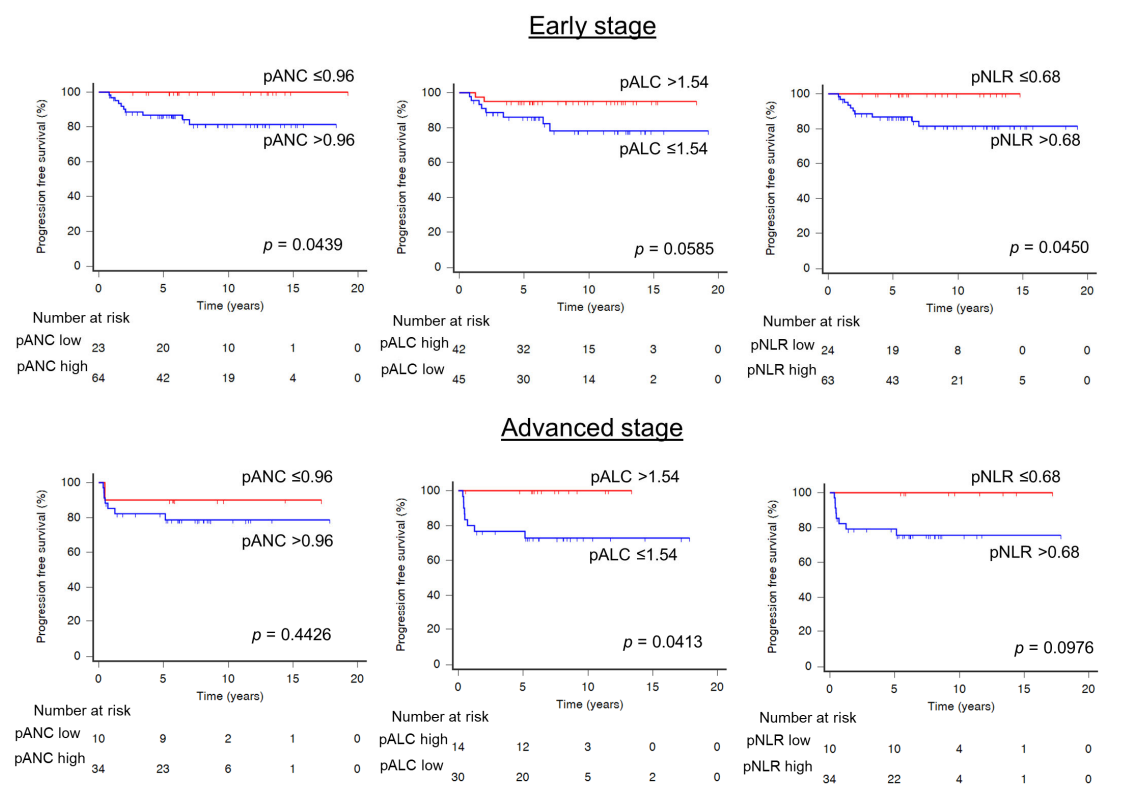 Early stage
pANC ≤0.96
100
80
60
40
20
0
Progression free survival (%)
pANC >0.96
p = 0.0439
0 5 10 15 20
Time (years)
Number at risk
pANC low 23 20 10 1 0
pANC high 64 42 19 4 0
pALC >1.54
100
80
60
40
20
0
Progression free survival (%)
pALC ≤1.54
p = 0.0585
0 5 10 15 20
Time (years)
Number at risk
pALC high 42 32 15 3 0
pALC low 45 30 14 2 0
pNLR ≤0.68
100
80
60
40
20
0
Progression free survival (%)
pNLR >0.68
p = 0.0450
0 5 10 15 20
Time (years)
Number at risk
pNLR low 24 19 8 0 0
pNLR high 63 43 21 5 0
Advanced stage
pANC ≤0.96
100
80
60
40
20
0
Progression free survival (%)
pANC >0.96
p = 0.4426
0 5 10 15 20
Time (years)
Number at risk
pANC low 10 9 2 1 0
pANC high 34 23 6 1 0
pALC >1.54
100
80
60
40
20
0
Progression free survival (%)
pALC ≤1.54
p = 0.0413
0 5 10 15 20
Time (years)
Number at risk
pALC high 14 12 3 0 0
pALC low 30 20 5 2 0
pNLR ≤0.68
100
80
60
40
20
0
Progression free survival (%)
pNLR >0.68
p = 0.0976
0 5 10 15 20
Time (years)
Number at risk
pNLR low 10 10 4 1 0
pNLR high 34 22 4 1 0